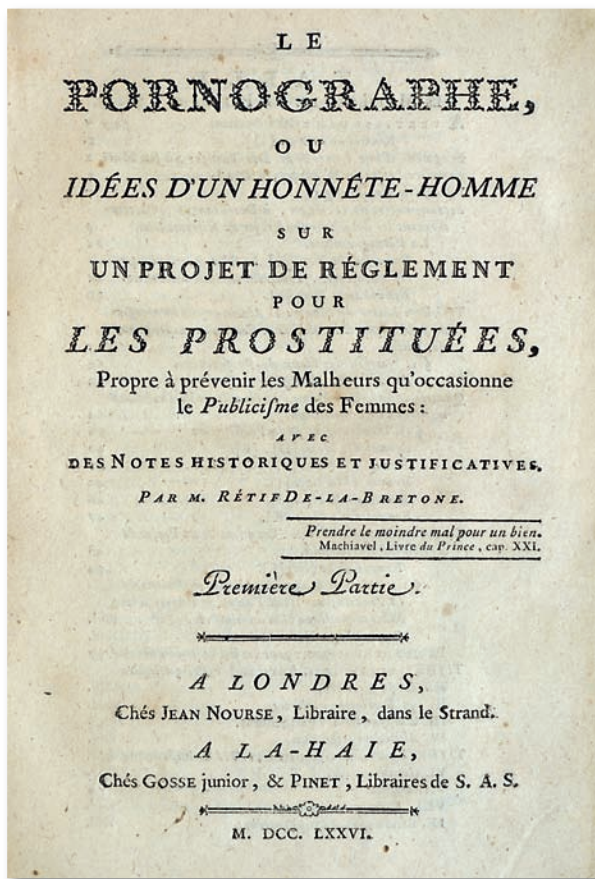 LE
PORNOGRAPHE,
OU
IDÉES D'UN HONNÊTE-HOMME
SUR
UN PROJET DE RÉGLEMENT
POUR
LES PROSTITUÉES,
Propre à prévenir les Malheurs qu'occasionne
le Publiciſme des Femmes :
AVEC
DES NOTES HISTORIQUES ET JUSTIFICATIVES.
PAR M. RÉTIFDE-LA-BRETONE.
Prendre le moindre mal pour un bien.
Machiavel, Livre du Prince, cap. XXI.
Première Partie.
A LONDRES,
Chés JEAN NOURSE, Libraire, dans le Strand.
A LA-HAIE,
Chés GOSSE junior, & PINET, Libraires de S. A. S.
M. DCC. LXXVI.